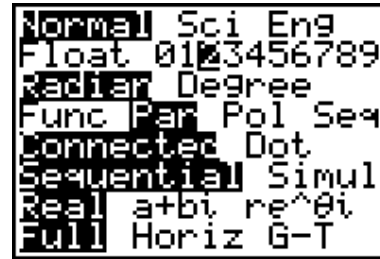 Normal Sci Eng
Float 0123456789
Radian Degree
Func Par Pol Seq
Connected Dot
Sequential Simul
Real a+bi re^θi
Full Horiz G-T